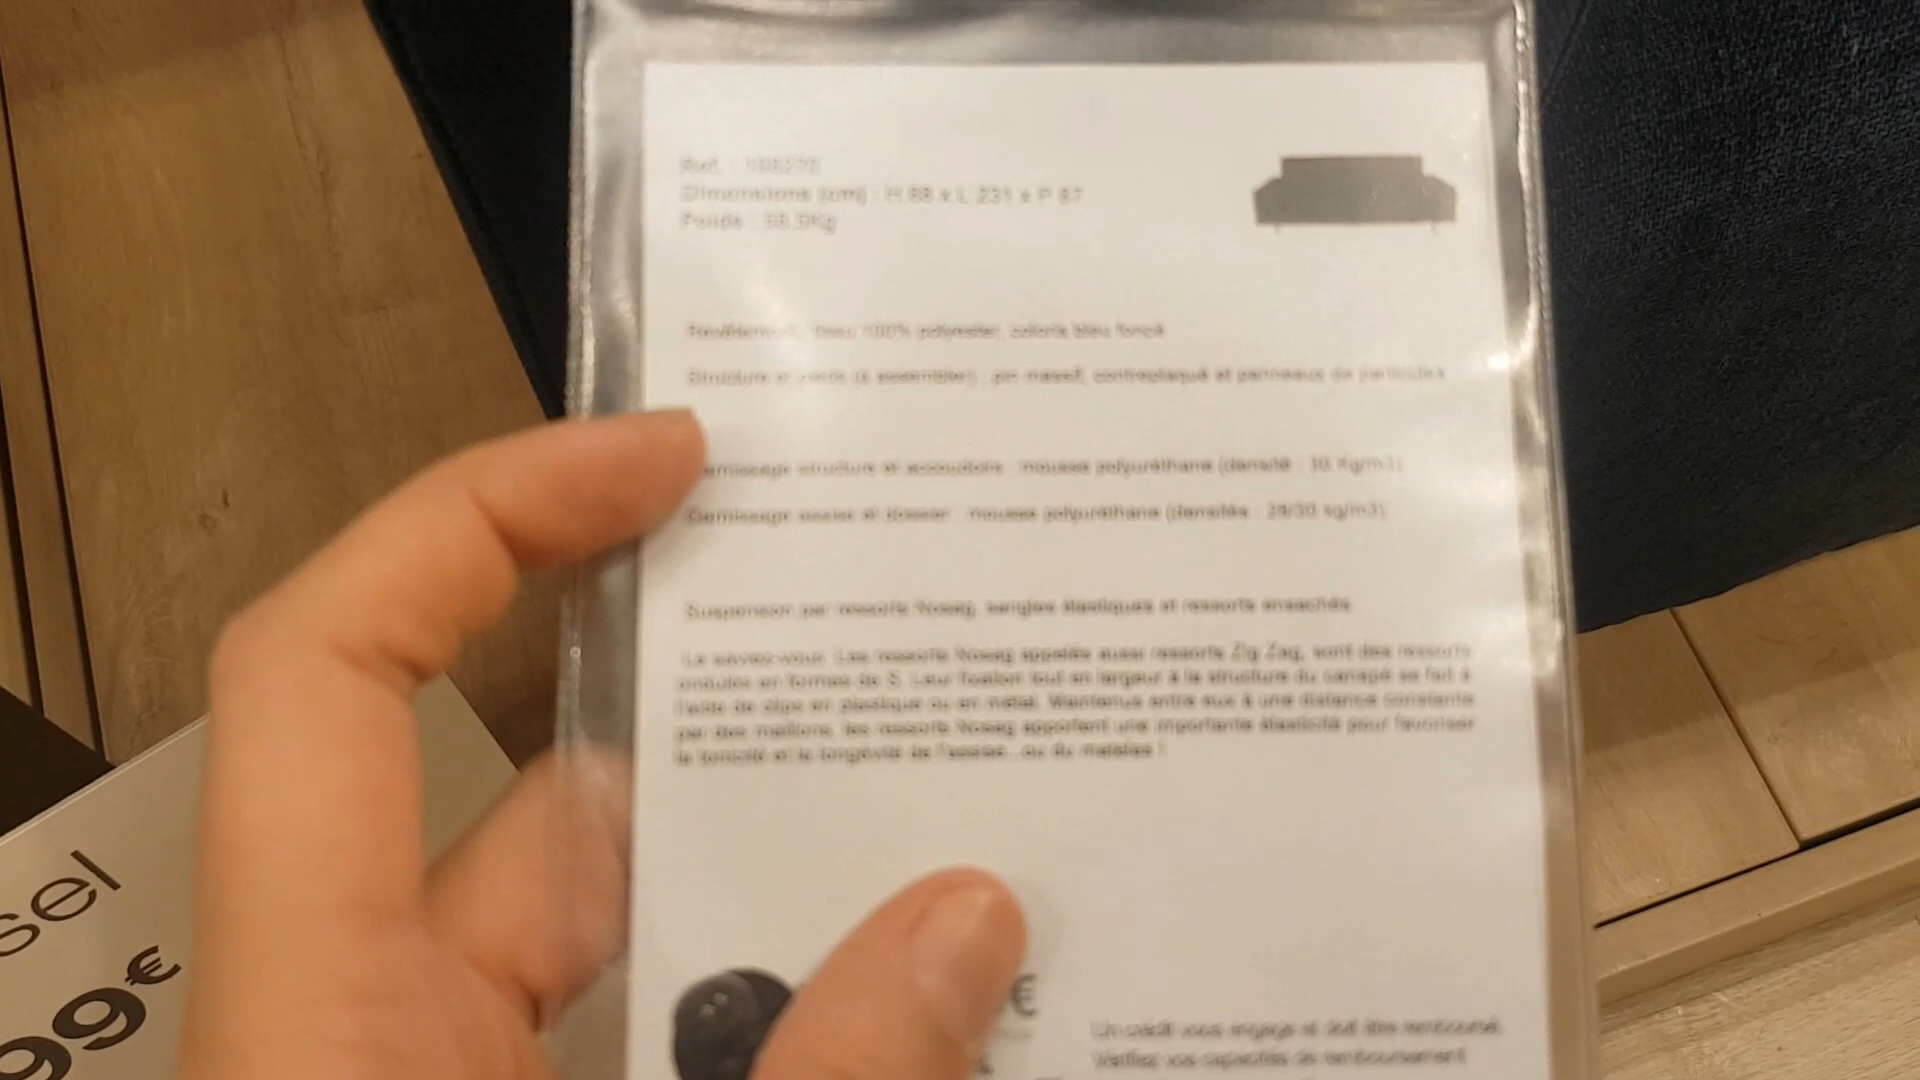 Ref. :
Dimensions (cm) : H 88 x L 231 x P 87
Poids :
Revêtement : tissu 100% polyester, coloris bleu foncé
Structure et pieds (à assembler) : pin massif, contreplaqué et panneaux de particules
Garnissage structure et accoudoirs : mousse polyuréthane (densité : 30 Kg/m3)
Garnissage assise et dossier : mousse polyuréthane (densités : 28/30 kg/m3)
Suspension par ressorts Nosag, sangles élastiques et ressorts ensachés.
Le saviez-vous: Les ressorts Nosag appelés aussi ressorts Zig Zag, sont des ressorts
ondulés en formes de S. Leur fixation tout en largeur à la structure du canapé se fait à
l'aide de clips en plastique ou en métal. Maintenus entre eux à une distance constante
par des maillons, les ressorts Nosag apportent une importante élasticité pour favoriser
la tonicité et la longévité de l'assise...ou du matelas !
sel
99€
€
Un crédit vous engage et doit être remboursé.
Vérifiez vos capacités de remboursement